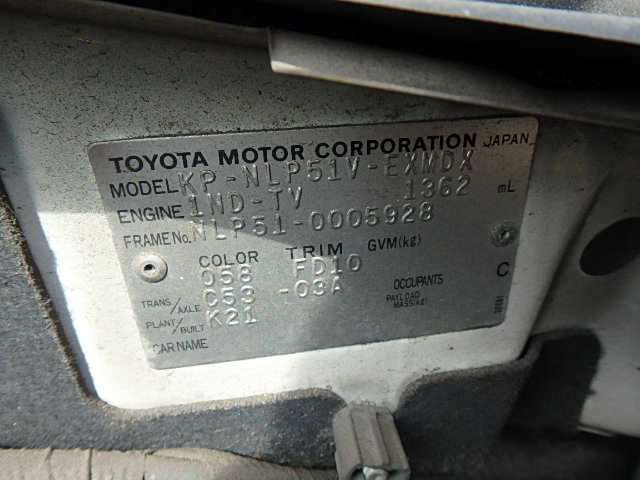 TOYOTA MOTOR CORPORATION JAPAN
MODEL KP-NLP51V-EXMDX
ENGINE 1ND-TV 1362 mL
FRAME No. NLP51-0005928
COLOR TRIM GVM(kg)
058 FD10
TRANS/AXLE C53 -03A OCCUPANTS C
PLANT/BUILT K21 PAYLOAD MASS(kg)
CAR NAME